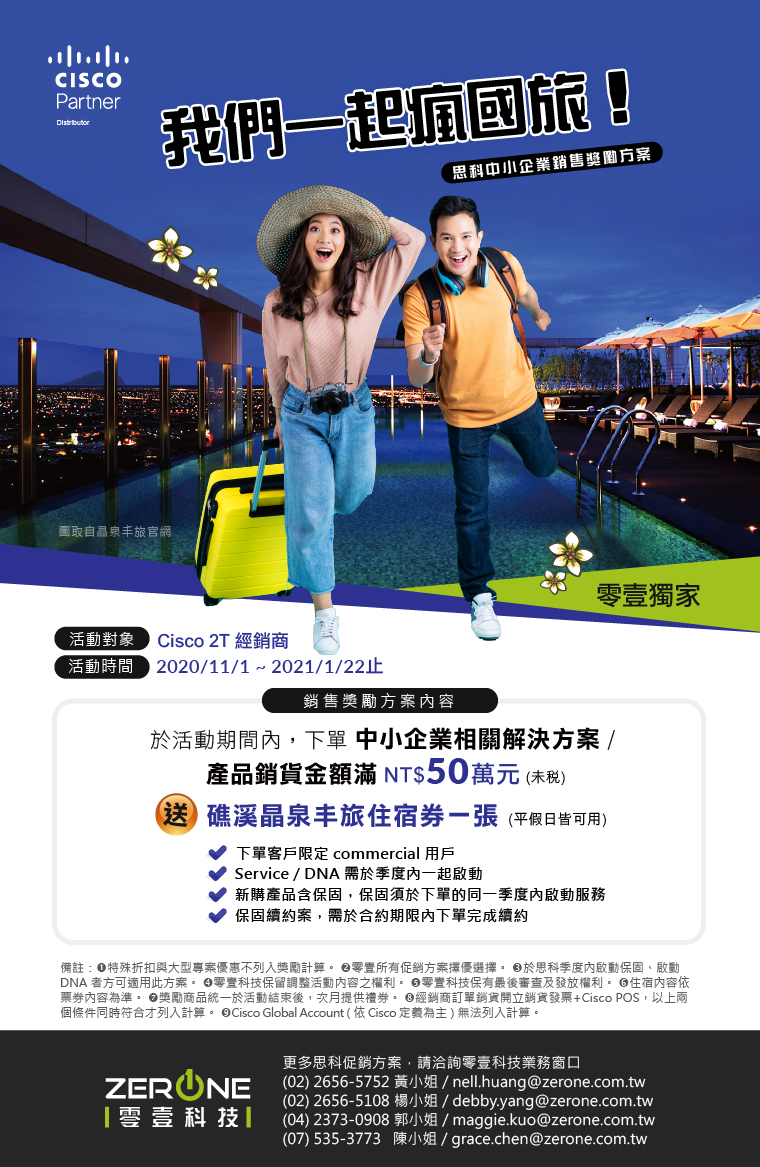 CISCO
Partner
Distributor
我們一起瘋國旅！
思科中小企業銷售獎勵方案
圖取自晶泉丰旅官網
零壹獨家
活動對象 Cisco 2T 經銷商
活動時間 2020/11/1 ~ 2021/1/22止
銷售獎勵方案內容
於活動期間內，下單 中小企業相關解決方案 /
產品銷貨金額滿 NT$50萬元 (未稅)
送 礁溪晶泉丰旅住宿券一張 (平假日皆可用)
下單客戶限定 commercial 用戶
Service / DNA 需於季度內一起啟動
新購產品含保固，保固須於下單的同一季度內啟動服務
保固續約案，需於合約期限內下單完成續約
備註：❶特殊折扣與大型專案優惠不列入獎勵計算。 ❷零壹所有促銷方案擇優選擇。 ❸於思科季度內啟動保固、啟動
DNA 者方可適用此方案。 ❹零壹科技保留調整活動內容之權利。 ❺零壹科技保有最後審查及發放權利。 ❻住宿內容依
票券內容為準。 ❼獎勵商品統一於活動結束後，次月提供禮券。 ❽經銷商訂單銷貨開立銷貨發票+Cisco POS，以上兩
個條件同時符合才列入計算。 ❾Cisco Global Account ( 依 Cisco 定義為主 ) 無法列入計算。
ZERONE
零壹科技
更多思科促銷方案，請洽詢零壹科技業務窗口
(02) 2656-5752 黃小姐 / nell.huang@zerone.com.tw
(02) 2656-5108 楊小姐 / debby.yang@zerone.com.tw
(04) 2373-0908 郭小姐 / maggie.kuo@zerone.com.tw
(07) 535-3773 陳小姐 / grace.chen@zerone.com.tw